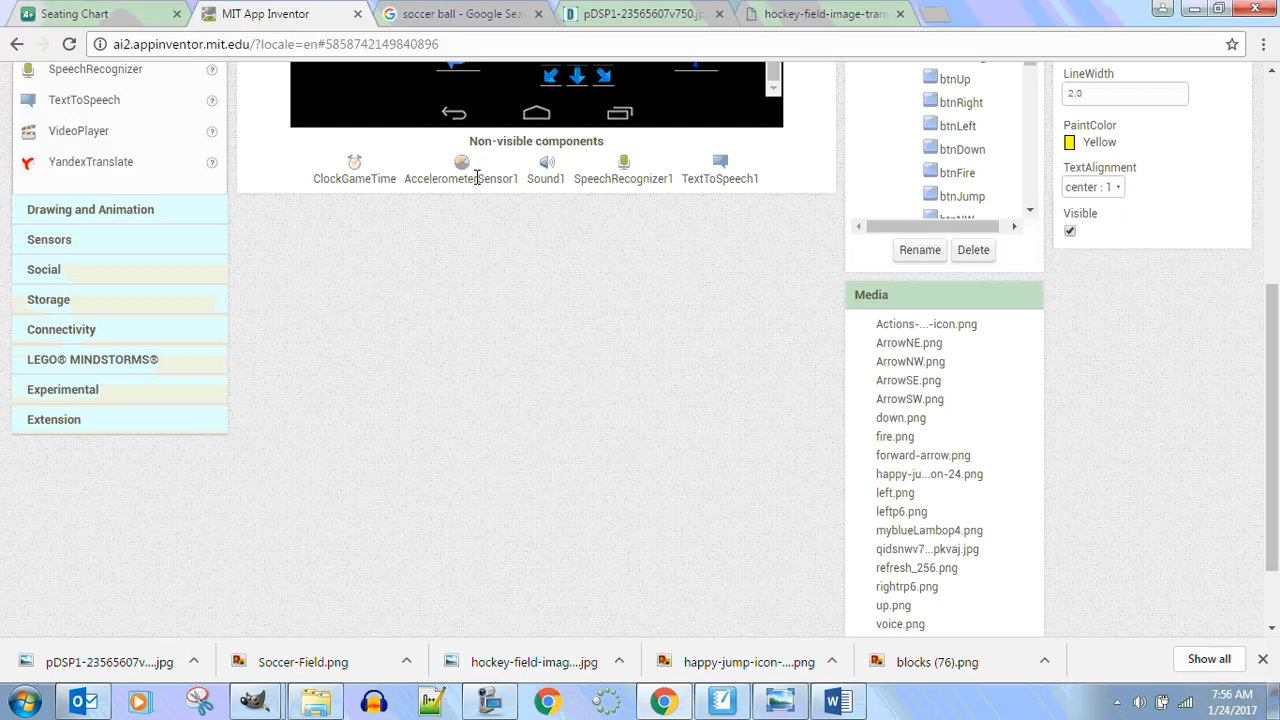 Seating Chart
MIT App Inventor
soccer ball - Google Sea
pDSP1-23565607v750.j
hockey-field-image-tran
ai2.appinventor.mit.edu/?locale=en#5858742149840896
SpeechRecognizer
TextToSpeech
VideoPlayer
YandexTranslate
Drawing and Animation
Sensors
Social
Storage
Connectivity
LEGO® MINDSTORMS®
Experimental
Extension
Non-visible components
ClockGameTime
AccelerometerSensor1
Sound1
SpeechRecognizer1
TextToSpeech1
btnUp
btnRight
btnLeft
btnDown
btnFire
btnJump
btnNW
Rename
Delete
Media
Actions-...-icon.png
ArrowNE.png
ArrowNW.png
ArrowSE.png
ArrowSW.png
down.png
fire.png
forward-arrow.png
happy-ju...on-24.png
left.png
leftp6.png
myblueLambop4.png
qidsnwv7...pkvaj.jpg
refresh_256.png
rightrp6.png
up.png
voice.png
LineWidth
2.0
PaintColor
Yellow
TextAlignment
center : 1
Visible
pDSP1-23565607v....jpg
Soccer-Field.png
hockey-field-imag....jpg
happy-jump-icon-....png
blocks (76).png
Show all
7:56 AM
1/24/2017